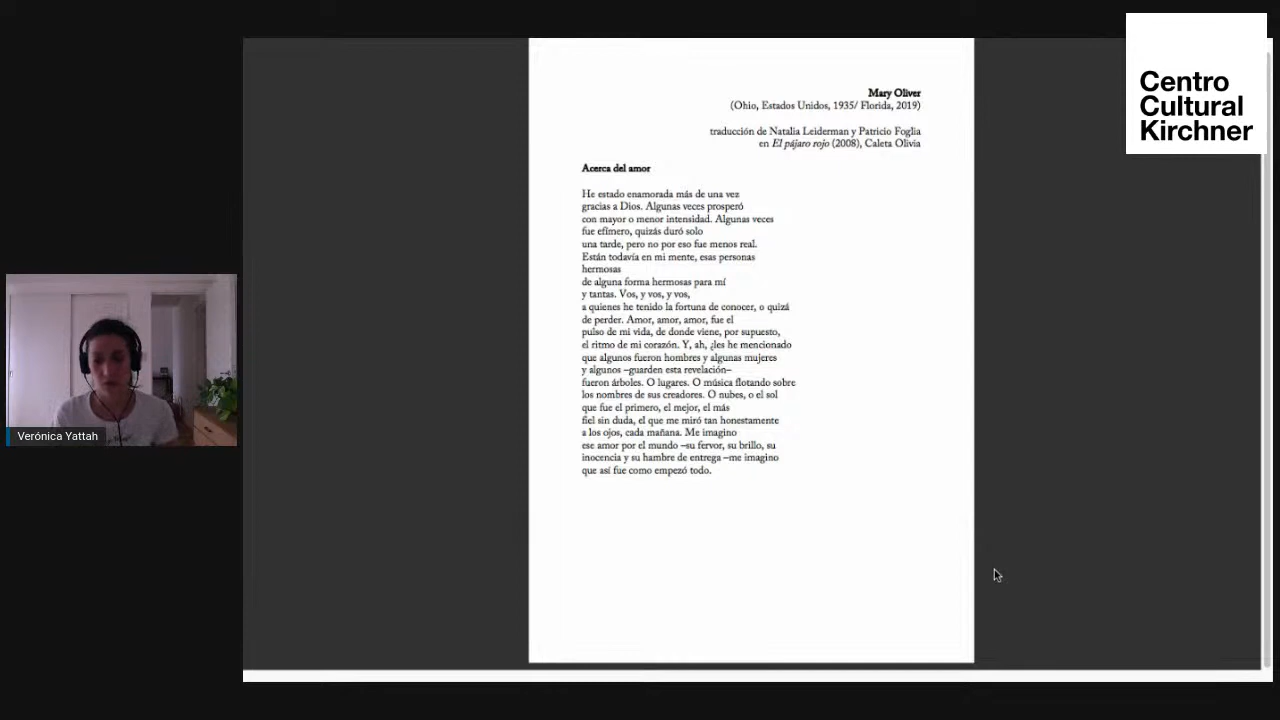 Centro
Cultural
Kirchner
Mary Oliver
(Ohio, Estados Unidos, 1935/ Florida, 2019)
traducción de Natalia Leiderman y Patricio Foglia
en El pájaro rojo (2008), Caleta Olivia
Acerca del amor
He estado enamorada más de una vez
gracias a Dios. Algunas veces prosperó
con mayor o menor intensidad. Algunas veces
fue efímero, quizás duró solo
una tarde, pero no por eso fue menos real.
Están todavía en mi mente, esas personas
hermosas
de alguna forma hermosas para mí
y tantas. Vos, y vos, y vos,
a quienes he tenido la fortuna de conocer, o quizá
de perder. Amor, amor, amor, fue el
pulso de mi vida, de donde viene, por supuesto,
el ritmo de mi corazón. Y, ah, ¿les he mencionado
que algunos fueron hombres y algunas mujeres
y algunos –guarden esta revelación–
fueron árboles. O lugares. O música flotando sobre
los nombres de sus creadores. O nubes, o el sol
que fue el primero, el mejor, el más
fiel sin duda, el que me miró tan honestamente
a los ojos, cada mañana. Me imagino
ese amor por el mundo –su fervor, su brillo, su
inocencia y su hambre de entrega –me imagino
que así fue como empezó todo.
Verónica Yattah